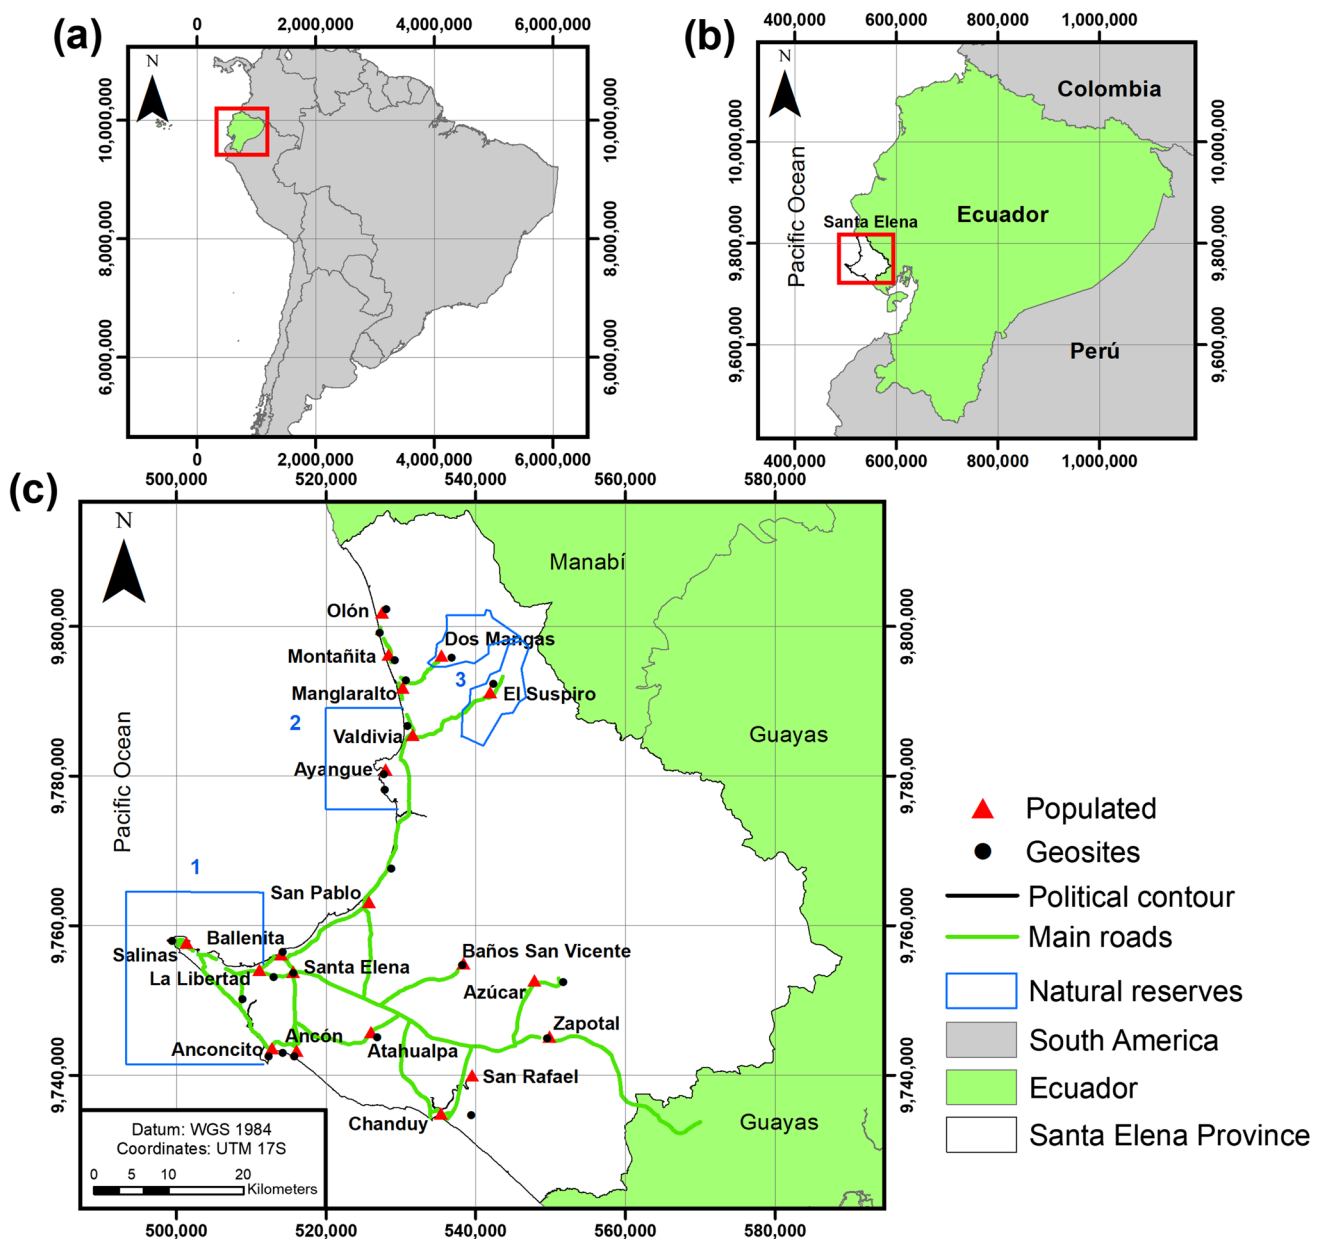 (a)
0 2,000,000 4,000,000 6,000,000
N
10,000,000
8,000,000
6,000,000
10,000,000
8,000,000
6,000,000
0 2,000,000 4,000,000 6,000,000
(b)
400,000 600,000 800,000 1,000,000
N
Colombia
Pacific Ocean
Santa Elena
Ecuador
Perú
10,000,000
9,800,000
9,600,000
10,000,000
9,800,000
9,600,000
400,000 600,000 800,000 1,000,000
(c)
500,000 520,000 540,000 560,000 580,000
N
Manabí
Olón
Dos Mangas
Montañita
3
Manglaralto
El Suspiro
2
Valdivia
Guayas
Ayangue
Pacific Ocean
1
San Pablo
Ballenita
Salinas
Baños San Vicente
La Libertad
Santa Elena
Azúcar
Zapotal
Ancón
Anconcito
Atahualpa
San Rafael
Chanduy
Guayas
9,800,000
9,780,000
9,760,000
9,740,000
9,800,000
9,780,000
9,760,000
9,740,000
Datum: WGS 1984
Coordinates: UTM 17S
0 5 10 20
Kilometers
500,000 520,000 540,000 560,000 580,000
Populated
Geosites
Political contour
Main roads
Natural reserves
South America
Ecuador
Santa Elena Province